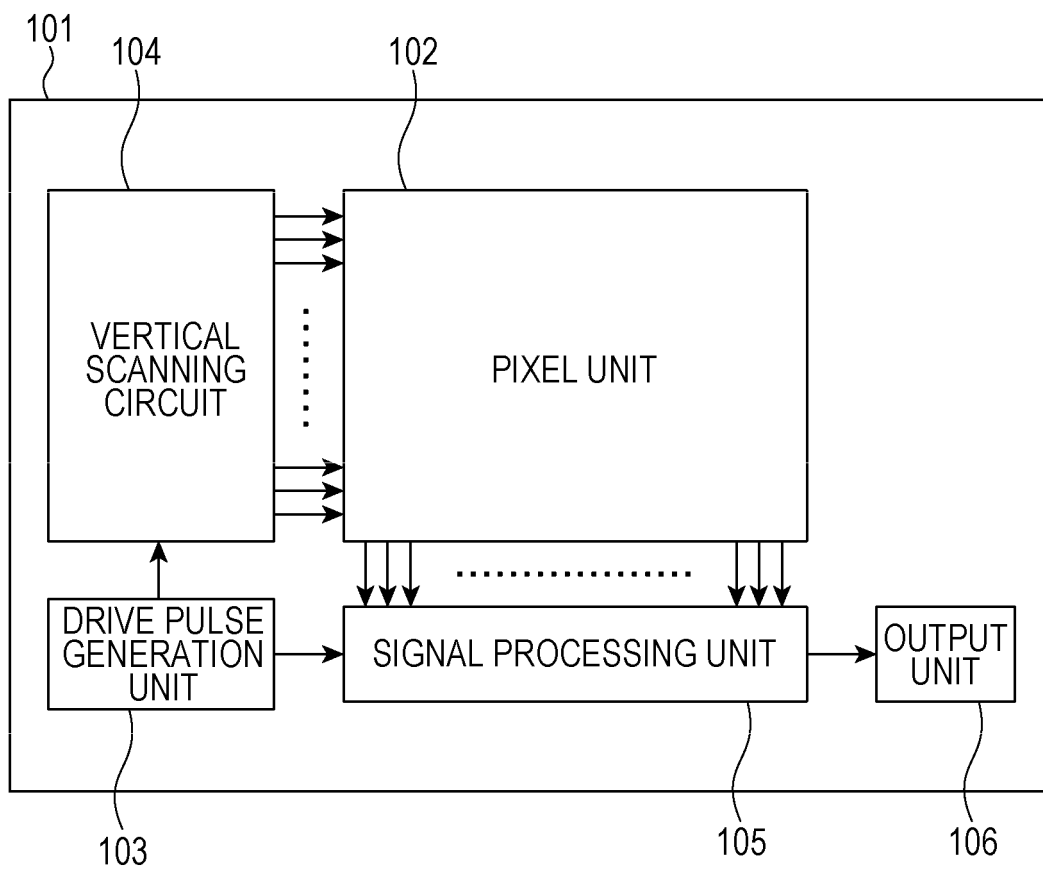 101
104
102
VERTICAL
SCANNING
CIRCUIT
PIXEL UNIT
DRIVE PULSE
GENERATION
UNIT
SIGNAL PROCESSING UNIT
OUTPUT
UNIT
103
105
106